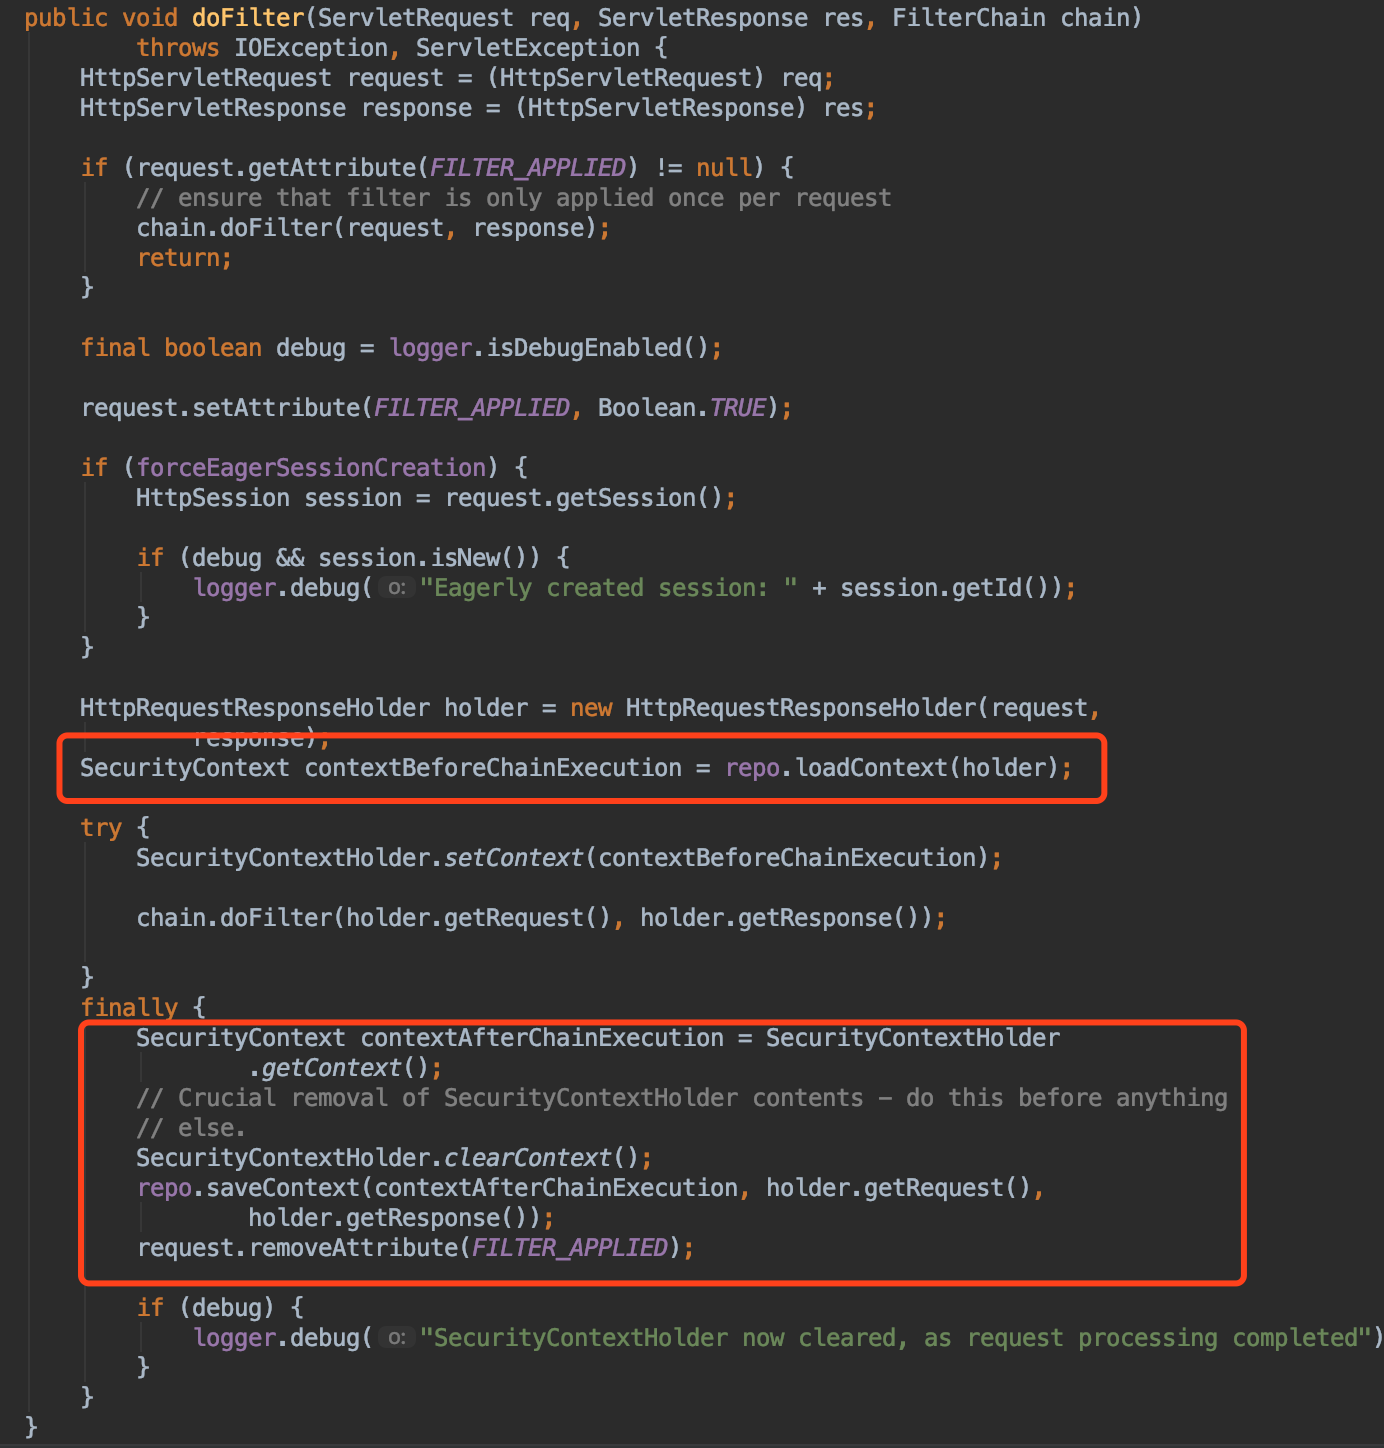 public void doFilter(ServletRequest req, ServletResponse res, FilterChain chain)
throws IOException, ServletException {
HttpServletRequest request = (HttpServletRequest) req;
HttpServletResponse response = (HttpServletResponse) res;
if (request.getAttribute(FILTER_APPLIED) != null) {
// ensure that filter is only applied once per request
chain.doFilter(request, response);
return;
}
final boolean debug = logger.isDebugEnabled();
request.setAttribute(FILTER_APPLIED, Boolean.TRUE);
if (forceEagerSessionCreation) {
HttpSession session = request.getSession();
if (debug && session.isNew()) {
logger.debug( o: "Eagerly created session: " + session.getId());
}
}
HttpRequestResponseHolder holder = new HttpRequestResponseHolder(request,
response);
SecurityContext contextBeforeChainExecution = repo.loadContext(holder);
try {
SecurityContextHolder.setContext(contextBeforeChainExecution);
chain.doFilter(holder.getRequest(), holder.getResponse());
}
finally {
SecurityContext contextAfterChainExecution = SecurityContextHolder
.getContext();
// Crucial removal of SecurityContextHolder contents – do this before anything
// else.
SecurityContextHolder.clearContext();
repo.saveContext(contextAfterChainExecution, holder.getRequest(),
holder.getResponse());
request.removeAttribute(FILTER_APPLIED);
if (debug) {
logger.debug( o: "SecurityContextHolder now cleared, as request processing completed")
}
}
}